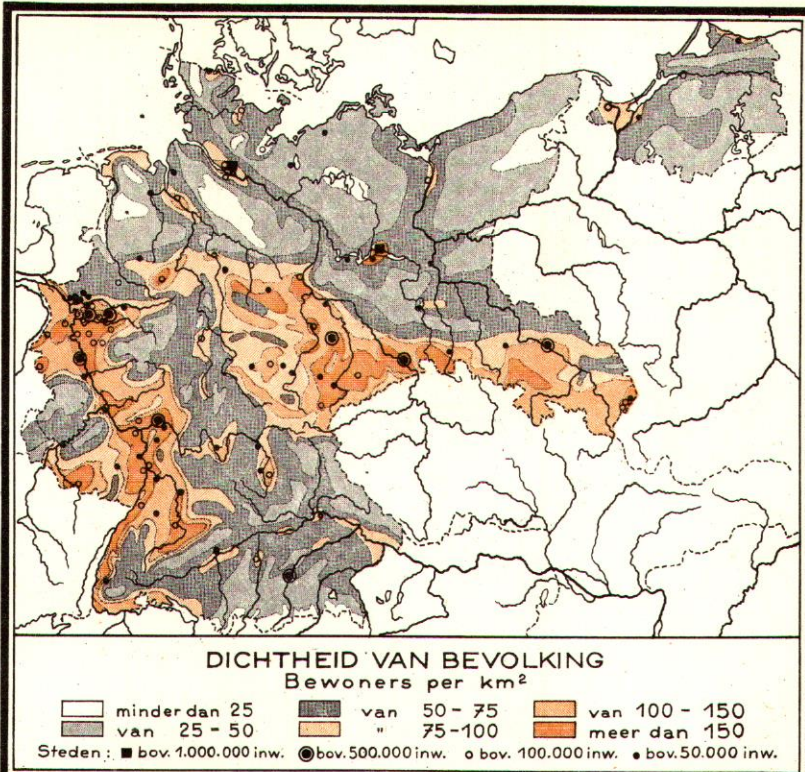 DICHTHEID VAN BEVOLKING
Bewoners per km²
minder dan 25 van 50 - 75 van 100 - 150
van 25 - 50 " 75-100 meer dan 150
Steden: ■ bov. 1.000.000 inw. ◉ bov. 500.000 inw. o bov. 100.000 inw. • bov. 50.000 inw.